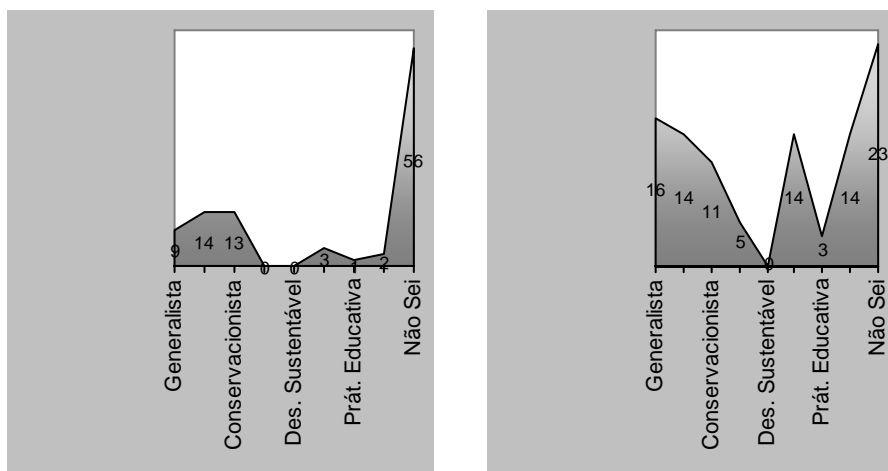 9
14
13
0
0
3
1
2
56
Generalista
Conservacionista
Des. Sustentável
Prát. Educativa
Não Sei
16
14
11
5
0
14
3
14
23
Generalista
Conservacionista
Des. Sustentável
Prát. Educativa
Não Sei